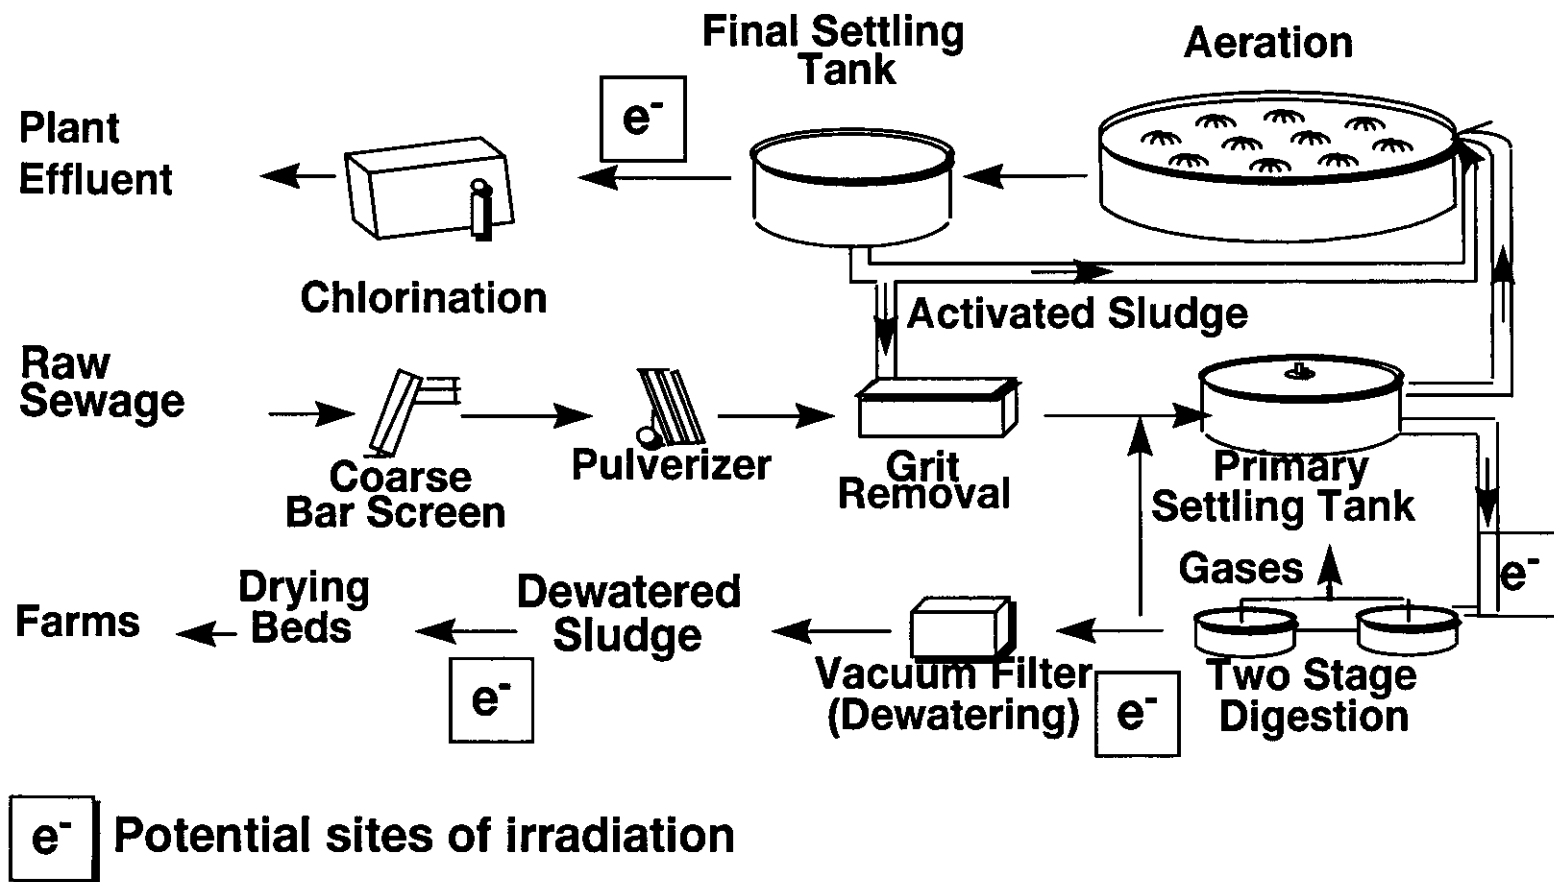 Final Settling
Tank
Aeration
e-
Plant
Effluent
Chlorination
Activated Sludge
Raw
Sewage
Coarse
Bar Screen
Pulverizer
Grit
Removal
Primary
Settling Tank
Gases
e-
Farms
Drying
Beds
Dewatered
Sludge
Vacuum Filter
(Dewatering)
Two Stage
Digestion
e-
e-
e- Potential sites of irradiation